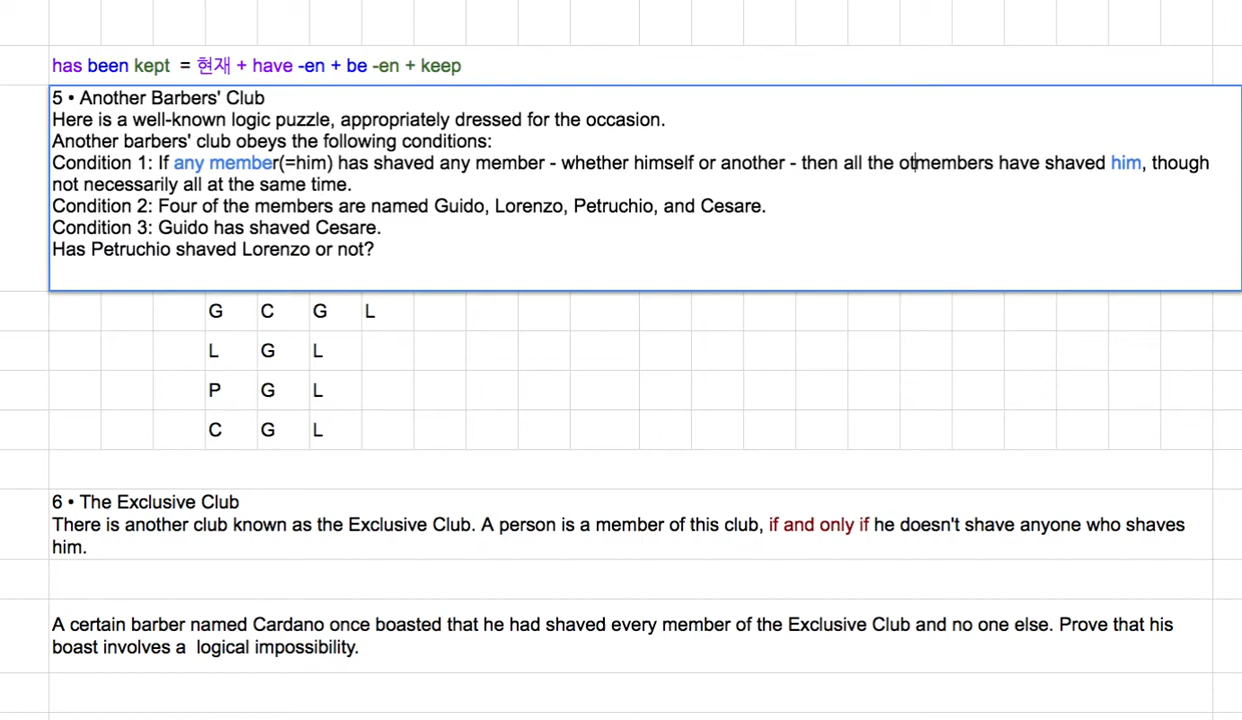 has been kept = 현재 + have -en + be -en + keep
5 • Another Barbers' Club
Here is a well-known logic puzzle, appropriately dressed for the occasion.
Another barbers' club obeys the following conditions:
Condition 1: If any member(=him) has shaved any member - whether himself or another - then all the otmembers have shaved him, though
not necessarily all at the same time.
Condition 2: Four of the members are named Guido, Lorenzo, Petruchio, and Cesare.
Condition 3: Guido has shaved Cesare.
Has Petruchio shaved Lorenzo or not?
G C G L
L G L
P G L
C G L
6 • The Exclusive Club
There is another club known as the Exclusive Club. A person is a member of this club, if and only if he doesn't shave anyone who shaves
him.
A certain barber named Cardano once boasted that he had shaved every member of the Exclusive Club and no one else. Prove that his
boast involves a logical impossibility.